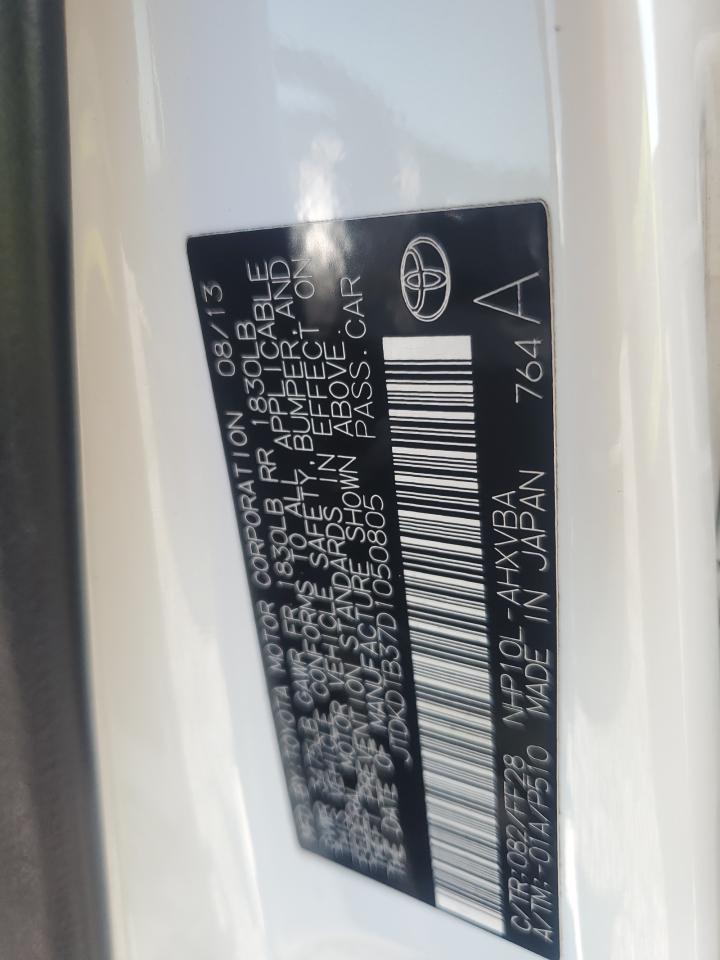 MFD. BY: TOYOTA MOTOR CORPORATION 08/13
GVWR GAWR FR 1830LB RR 1830LB
THIS VEHICLE CONFORMS TO ALL APPLICABLE
FEDERAL MOTOR VEHICLE SAFETY, BUMPER, AND
THEFT PREVENTION STANDARDS IN EFFECT ON
THE DATE OF MANUFACTURE SHOWN ABOVE.
JTDKDTB37D1050805 PASS.CAR
C/TR:082/FF28 NHP10L-AHXVBA
A/TM:-01A/P510 MADE IN JAPAN 764 A